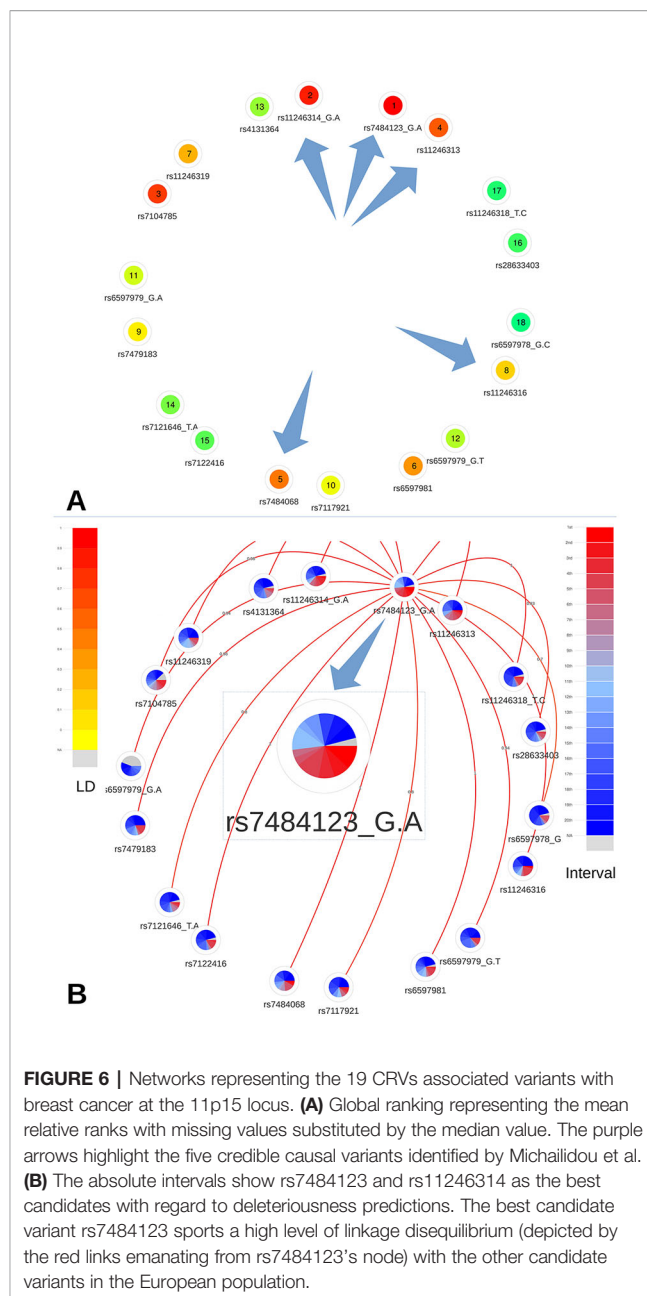 13
rs4131364
2
rs11246314_G.A
1
rs7484123_G.A
4
rs11246313
7
rs11246319
3
rs7104785
17
rs11246318_T.C
16
rs28633403
11
rs6597979_G.A
9
rs7479183
18
rs6597978_G.C
8
rs11246316
14
rs7121646_T.A
15
rs7122416
12
rs6597979_G.T
6
rs6597981
5
rs7484068
10
rs7117921
A
LD
Interval
rs4131364
rs11246314_G.A
rs7484123_G.A
rs11246313
rs11246319
rs7104785
rs11246318_T.C
rs28633403
rs6597979_G.A
rs7479183
rs7484123_G.A
rs6597978_G
rs11246316
rs7121646_T.A
rs7122416
rs6597979_G.T
rs6597981
rs7484068
rs7117921
B
FIGURE 6 | Networks representing the 19 CRVs associated variants with
breast cancer at the 11p15 locus. (A) Global ranking representing the mean
relative ranks with missing values substituted by the median value. The purple
arrows highlight the five credible causal variants identified by Michailidou et al.
(B) The absolute intervals show rs7484123 and rs11246314 as the best
candidates with regard to deleteriousness predictions. The best candidate
variant rs7484123 sports a high level of linkage disequilibrium (depicted by
the red links emanating from rs7484123's node) with the other candidate
variants in the European population.